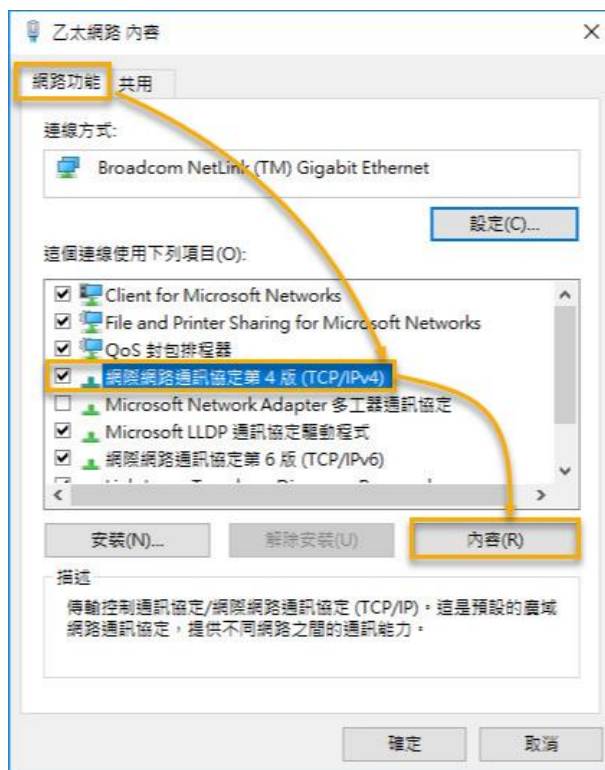 乙太網路 內容
網路功能 共用
連線方式:
Broadcom NetLink (TM) Gigabit Ethernet
設定(C)...
這個連線使用下列項目(O):
Client for Microsoft Networks
File and Printer Sharing for Microsoft Networks
QoS 封包排程器
網際網路通訊協定第 4 版 (TCP/IPv4)
Microsoft Network Adapter 多工器通訊協定
Microsoft LLDP 通訊協定驅動程式
網際網路通訊協定第 6 版 (TCP/IPv6)
安裝(N)... 解除安裝(U) 內容(R)
描述
傳輸控制通訊協定/網際網路通訊協定 (TCP/IP)。這是預設的廣域
網路通訊協定，提供不同網路之間的通訊能力。
確定 取消